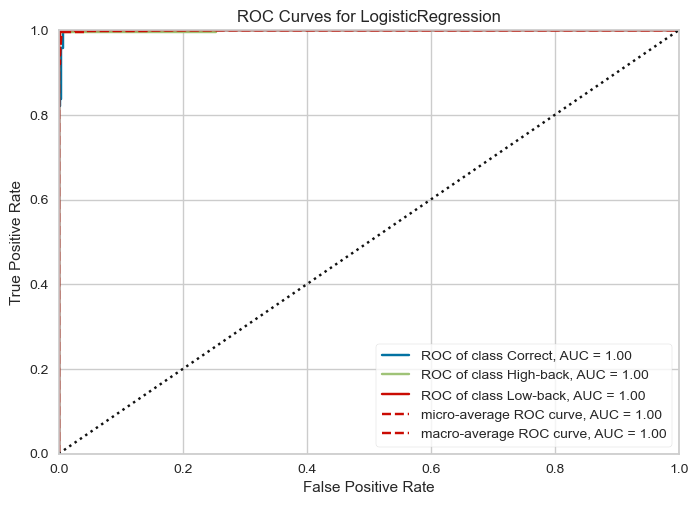 ROC Curves for LogisticRegression
True Positive Rate
1.0
0.8
0.6
0.4
0.2
0.0
ROC of class Correct, AUC = 1.00
ROC of class High-back, AUC = 1.00
ROC of class Low-back, AUC = 1.00
micro-average ROC curve, AUC = 1.00
macro-average ROC curve, AUC = 1.00
0.0 0.2 0.4 0.6 0.8 1.0
False Positive Rate